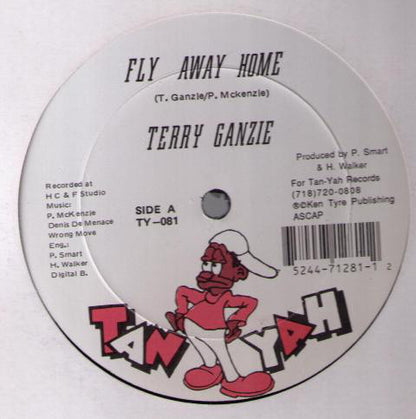 FLY AWAY HOME
(T. Ganzie/P. Mckenzie)
TERRY GANZIE
Produced by P. Smart
& H. Walker
For Tan-Yah Records
(718)720-0808
®©Ken Tyre Publishing
ASCAP
Recorded at
H C & F Studio
Music:
P. McKenzie
Denis De Menace
Wrong Move
Eng.:
P. Smart
H. Walker
Digital B.
SIDE A
TY-081
5244-71281-1 2
TAN YAH